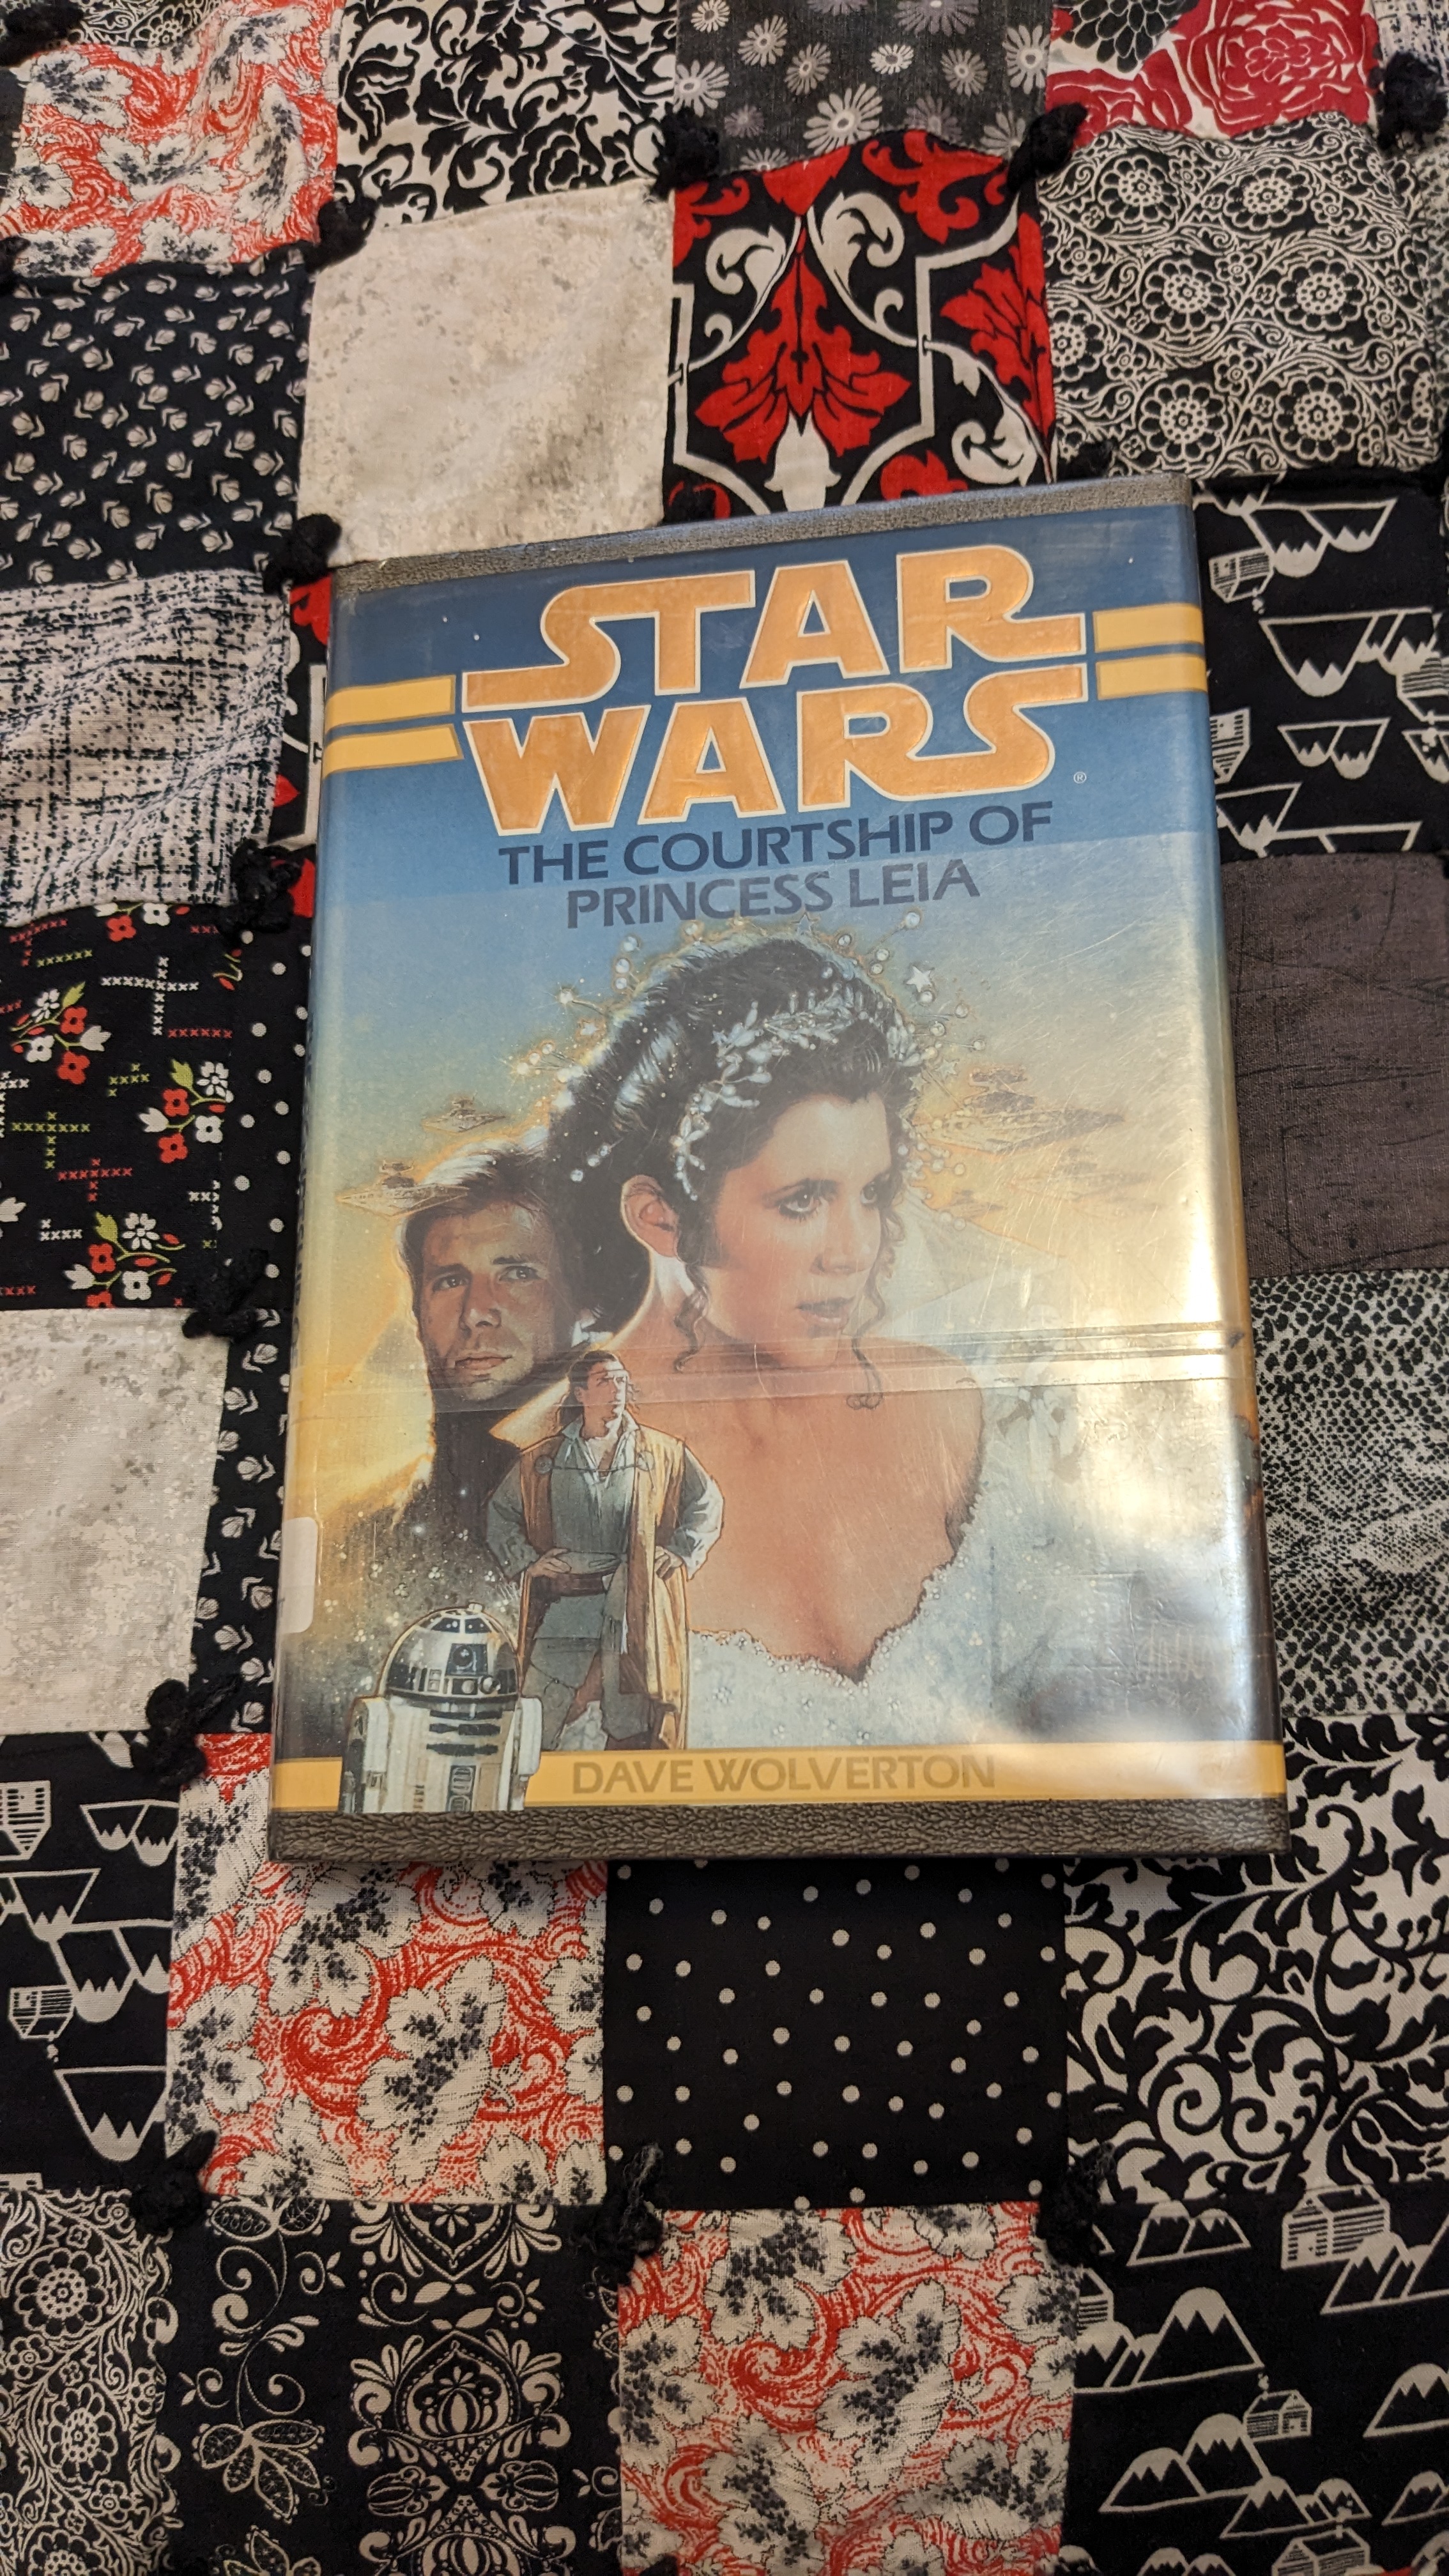 STAR
WARS®
THE COURTSHIP OF
PRINCESS LEIA
DAVE WOLVERTON